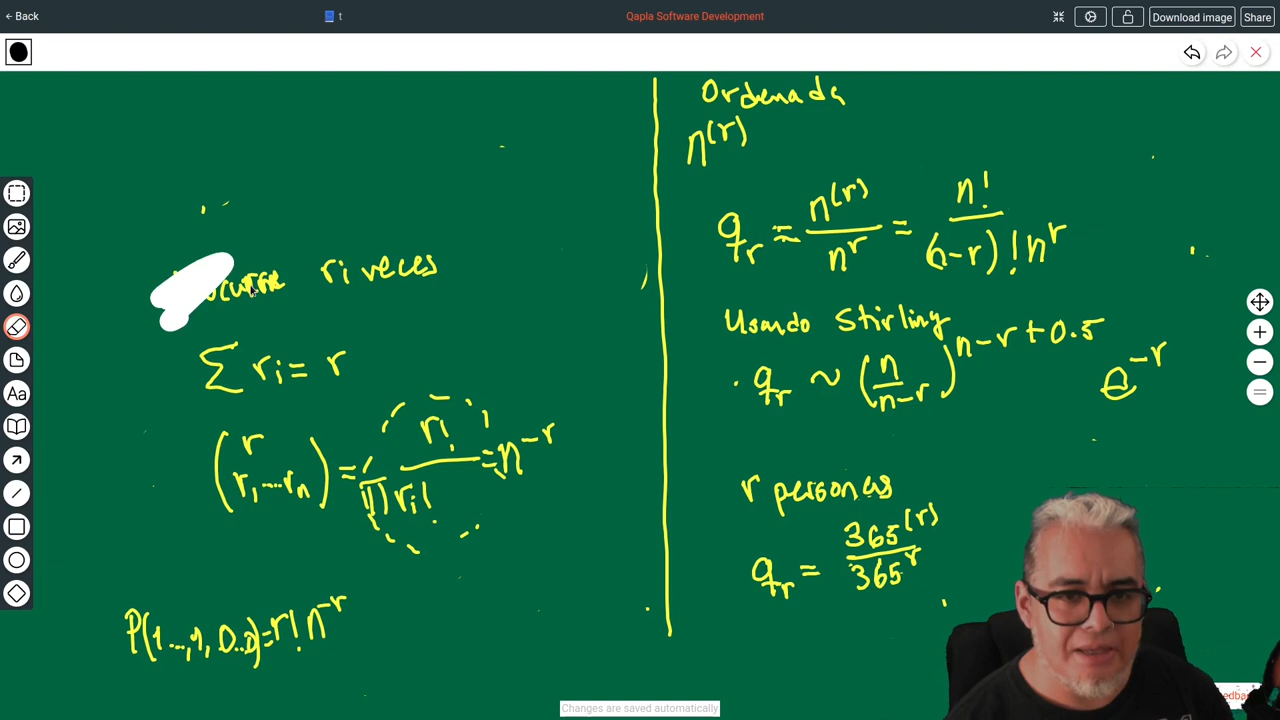 ← Back
t
Qapla Software Development
Download image
Share
ri veces
∑ ri = r
(r
r₁ ... rₙ) = r! / ∏ ri! = n^-r
P(1...,1, 0..0) = r! n^-r
Ordenada
n^(r)
q_r = n^(r) / n^r = n! / (n-r)! n^r
Usando Stirling
q_r ~ (n / n-r)^n-r+0.5 e^-r
r personas
q_r = 365^(r) / 365^r
Aa
Changes are saved automatically